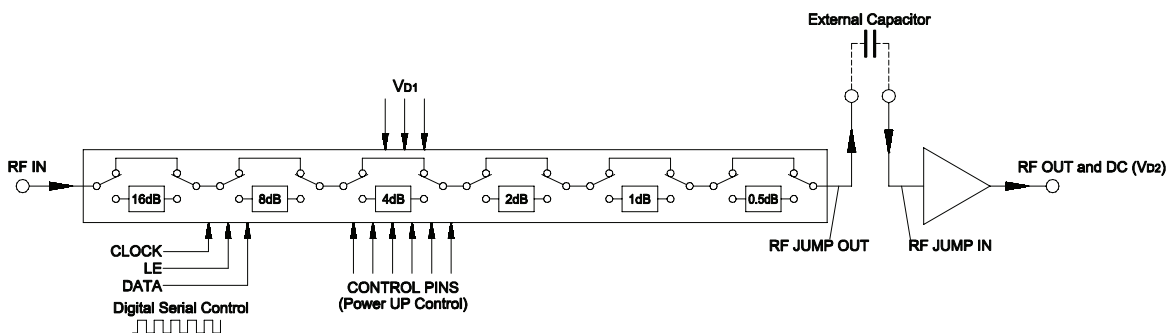 External Capacitor
VD1
RF IN
16dB
8dB
4dB
2dB
1dB
0.5dB
RF OUT and DC (VD2)
RF JUMP OUT
RF JUMP IN
CLOCK
LE
DATA
Digital Serial Control
CONTROL PINS
(Power UP Control)